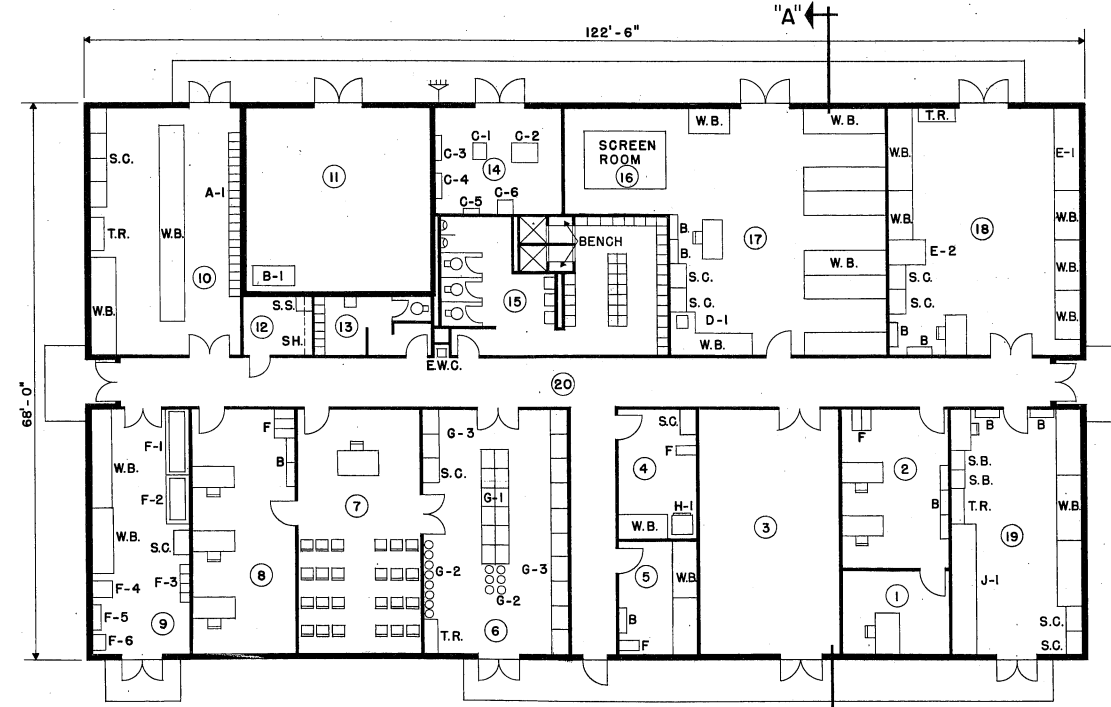 "A"
122'-6"
68'-0"
W.B.
W.B.
T.R.
S.C.
A-1
W.B.
T.R.
10
W.B.
11
B-1
C-1
C-2
C-3
14
C-4
C-5
C-6
SCREEN
ROOM
16
BENCH
15
B.
B.
S.C.
S.C.
D-1
W.B.
17
W.B.
W.B.
W.B.
E-2
S.C.
S.C.
B
B
18
E-1
W.B.
W.B.
W.B.
12
S.S.
SH.
13
E.W.C.
20
F-1
W.B.
F-2
W.B.
S.C.
F-3
F-4
F-5
F-6
9
F
B
8
7
G-3
S.C.
G-1
G-2
G-3
G-2
T.R.
6
S.C.
F
4
H-1
W.B.
5
W.B.
B
F
3
F
2
B
1
B
B
S.B.
S.B.
T.R.
W.B.
19
J-1
S.C.
S.C.